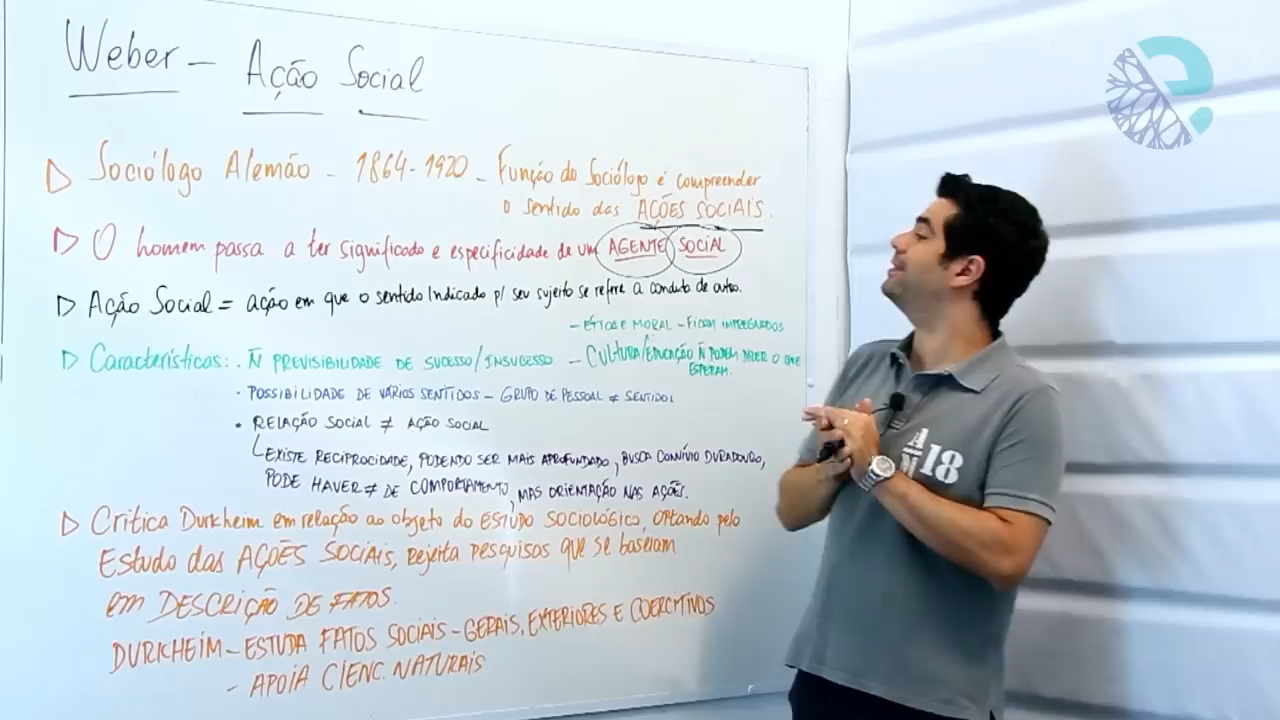 Weber - Ação Social
▷ Sociólogo Alemão - 1864-1920 - Função do Sociólogo é compreender
o sentido das AÇÕES SOCIAIS.
▷ O homem passa a ter significado e especificidade de um AGENTE SOCIAL
▷ Ação Social = ação em que o sentido Indicado p/ seu sujeito se refere a conduta de outro.
- ÉTICA E MORAL - FICAM IMPREGNADOS
▷ Características: . Ñ PREVISIBILIDADE DE SUCESSO/INSUCESSO - CULTURA/EDUCAÇÃO Ñ PODEM DIZER O QUE
ESPERAM.
· POSSIBILIDADE DE VÁRIOS SENTIDOS - GRUPO DE PESSOAL ≠ SENTIDOS
• RELAÇÃO SOCIAL ≠ AÇÃO SOCIAL
EXISTE RECIPROCIDADE, PODENDO SER MAIS APROFUNDADO, BUSCA CONVÍVIO DURADOURO,
PODE HAVER ≠ DE COMPORTAMENTO, MAS ORIENTAÇÃO NAS AÇÕES.
▷ Critica Durkheim em relação ao objeto do ESTUDO SOCIOLÓGICO, optando pelo
Estudo das AÇÕES SOCIAIS, rejeita pesquisas que se baseiam
em DESCRIÇÃO DE FATOS.
DURKHEIM - ESTUDA FATOS SOCIAIS - GERAIS, EXTERIORES E COERCITIVOS
- APOIA CIENC. NATURAIS
18